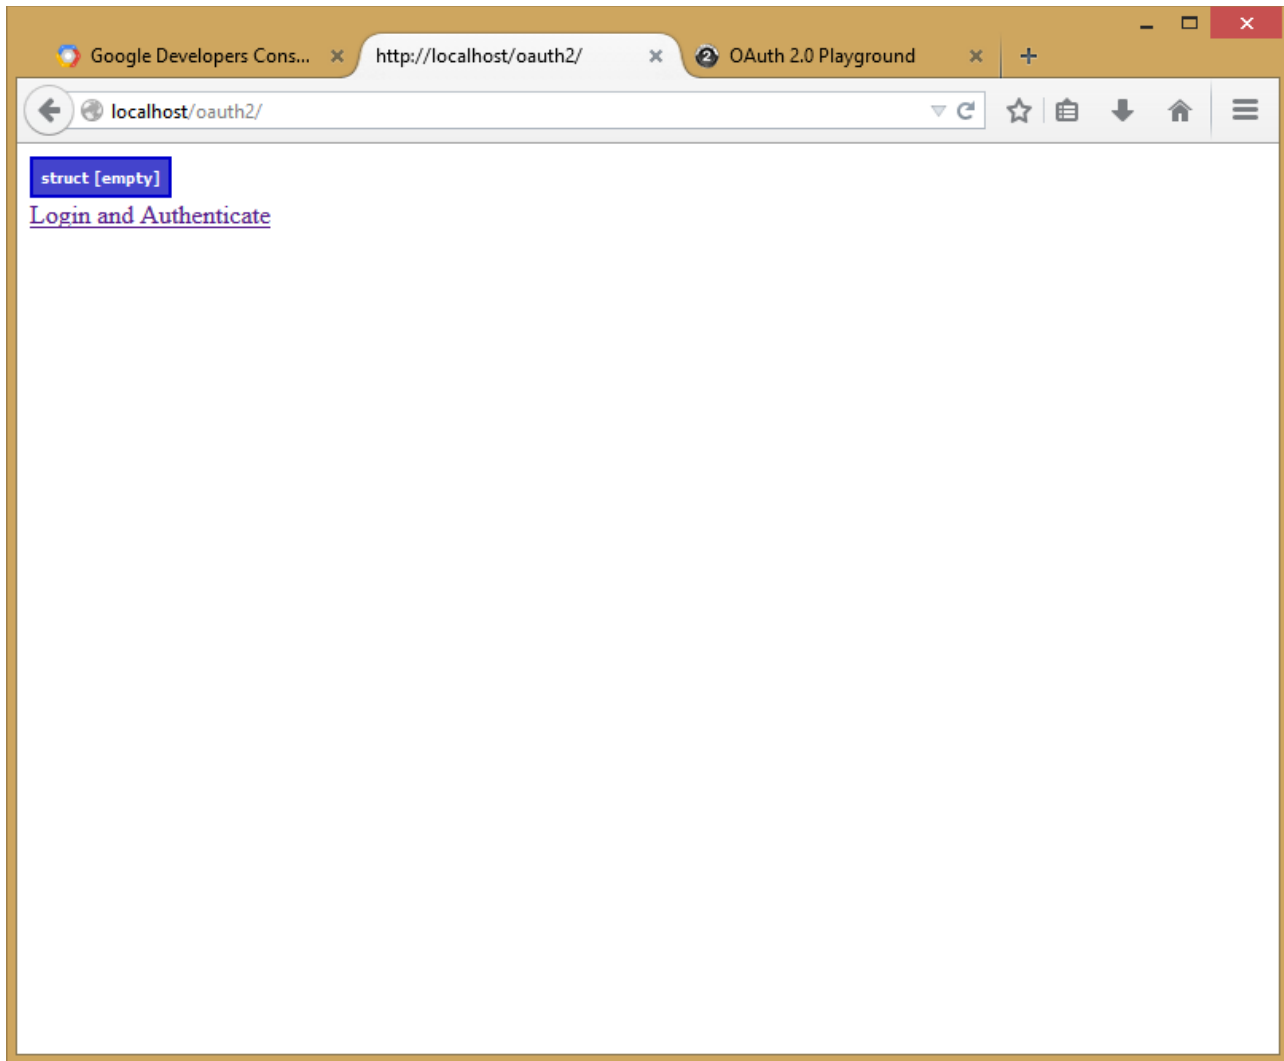 Google Developers Cons...
http://localhost/oauth2/
OAuth 2.0 Playground
localhost/oauth2/
struct [empty]
Login and Authenticate